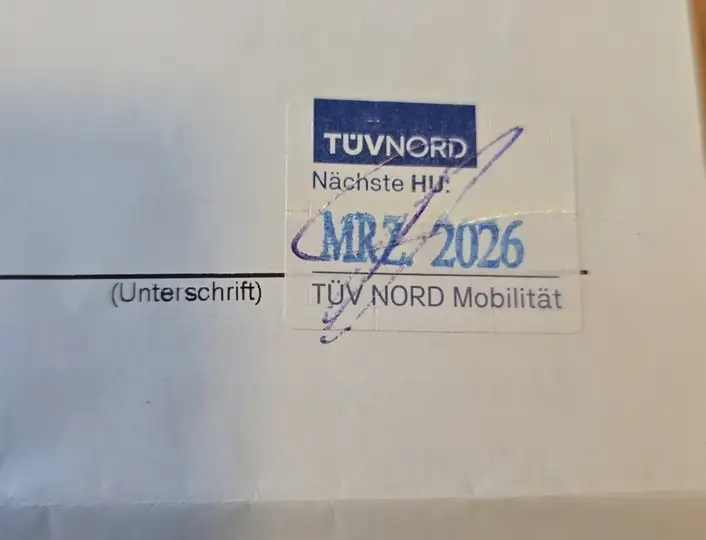 TÜVNORD
Nächste HU:
MRZ. 2026
(Unterschrift)
TÜV NORD Mobilität